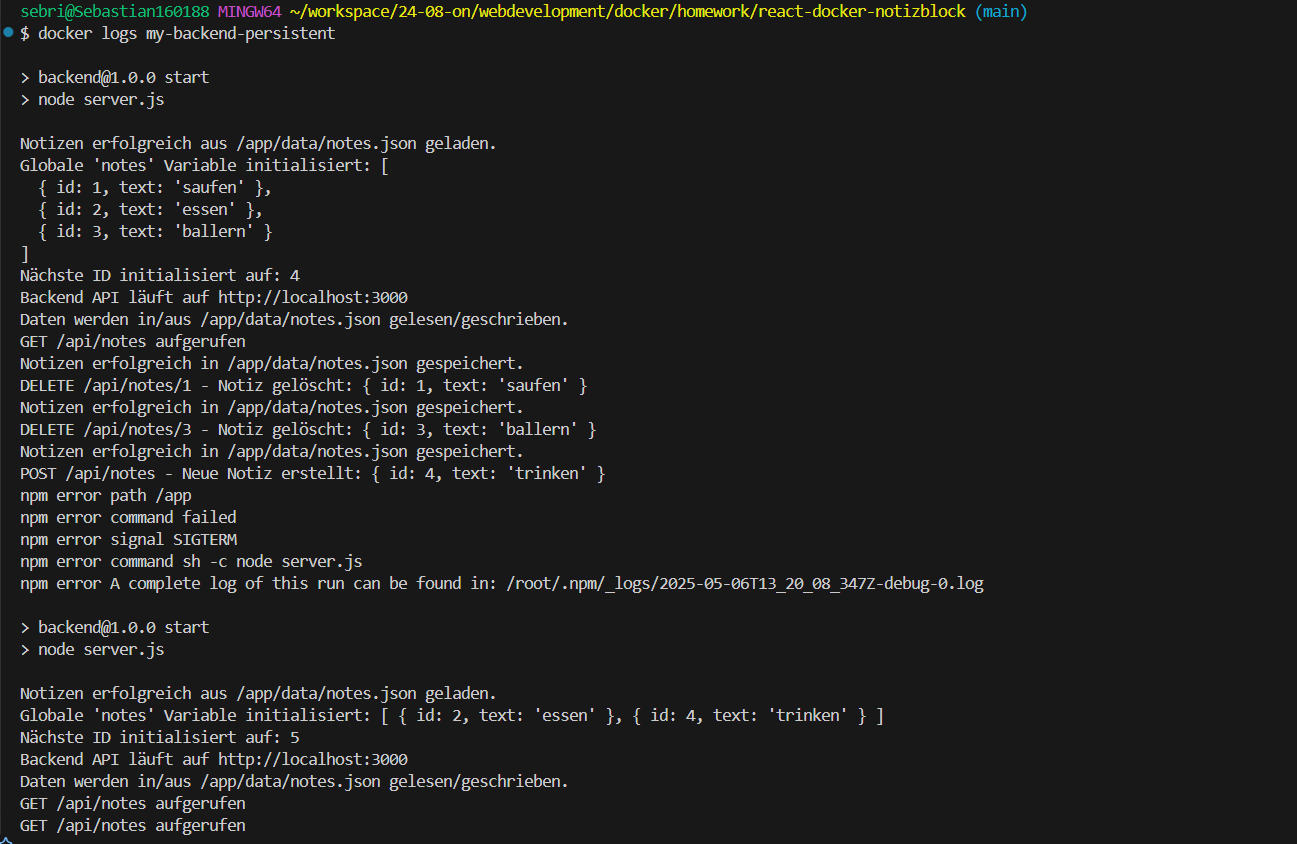 sebri@Sebastian160188 MINGW64 ~/workspace/24-08-on/webdevelopment/docker/homework/react-docker-notizblock (main)
$ docker logs my-backend-persistent

> backend@1.0.0 start
> node server.js

Notizen erfolgreich aus /app/data/notes.json geladen.
Globale 'notes' Variable initialisiert: [
  { id: 1, text: 'saufen' },
  { id: 2, text: 'essen' },
  { id: 3, text: 'ballern' }
]
Nächste ID initialisiert auf: 4
Backend API läuft auf http://localhost:3000
Daten werden in/aus /app/data/notes.json gelesen/geschrieben.
GET /api/notes aufgerufen
Notizen erfolgreich in /app/data/notes.json gespeichert.
DELETE /api/notes/1 - Notiz gelöscht: { id: 1, text: 'saufen' }
Notizen erfolgreich in /app/data/notes.json gespeichert.
DELETE /api/notes/3 - Notiz gelöscht: { id: 3, text: 'ballern' }
Notizen erfolgreich in /app/data/notes.json gespeichert.
POST /api/notes - Neue Notiz erstellt: { id: 4, text: 'trinken' }
npm error path /app
npm error command failed
npm error signal SIGTERM
npm error command sh -c node server.js
npm error A complete log of this run can be found in: /root/.npm/_logs/2025-05-06T13_20_08_347Z-debug-0.log

> backend@1.0.0 start
> node server.js

Notizen erfolgreich aus /app/data/notes.json geladen.
Globale 'notes' Variable initialisiert: [ { id: 2, text: 'essen' }, { id: 4, text: 'trinken' } ]
Nächste ID initialisiert auf: 5
Backend API läuft auf http://localhost:3000
Daten werden in/aus /app/data/notes.json gelesen/geschrieben.
GET /api/notes aufgerufen
GET /api/notes aufgerufen